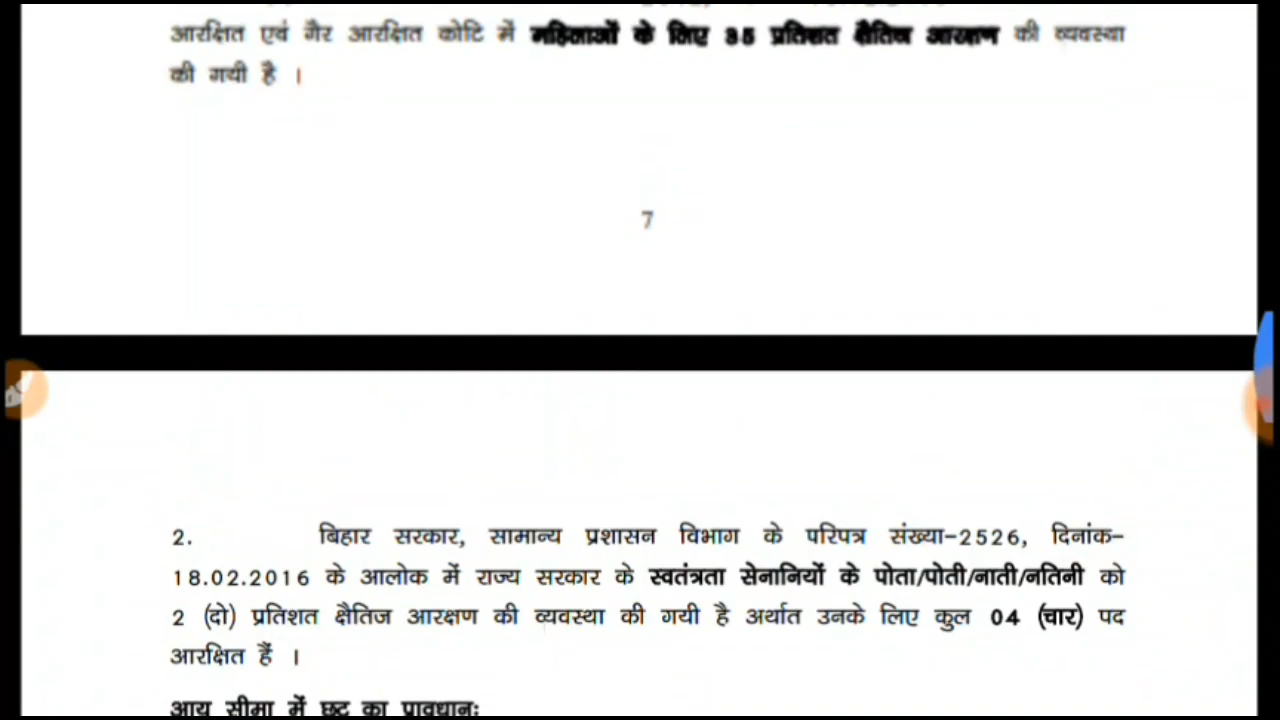 आरक्षित एवं गैर आरक्षित कोटि में महिलाओं के लिए 35 प्रतिशत क्षैतिज आरक्षण की व्यवस्था
की गयी है ।
7
2. बिहार सरकार, सामान्य प्रशासन विभाग के परिपत्र संख्या-2526, दिनांक-
18.02.2016 के आलोक में राज्य सरकार के स्वतंत्रता सेनानियों के पोता/पोती/नाती/नतिनी को
2 (दो) प्रतिशत क्षैतिज आरक्षण की व्यवस्था की गयी है अर्थात उनके लिए कुल 04 (चार) पद
आरक्षित हैं ।
आयु सीमा में छूट का प्रावधान: